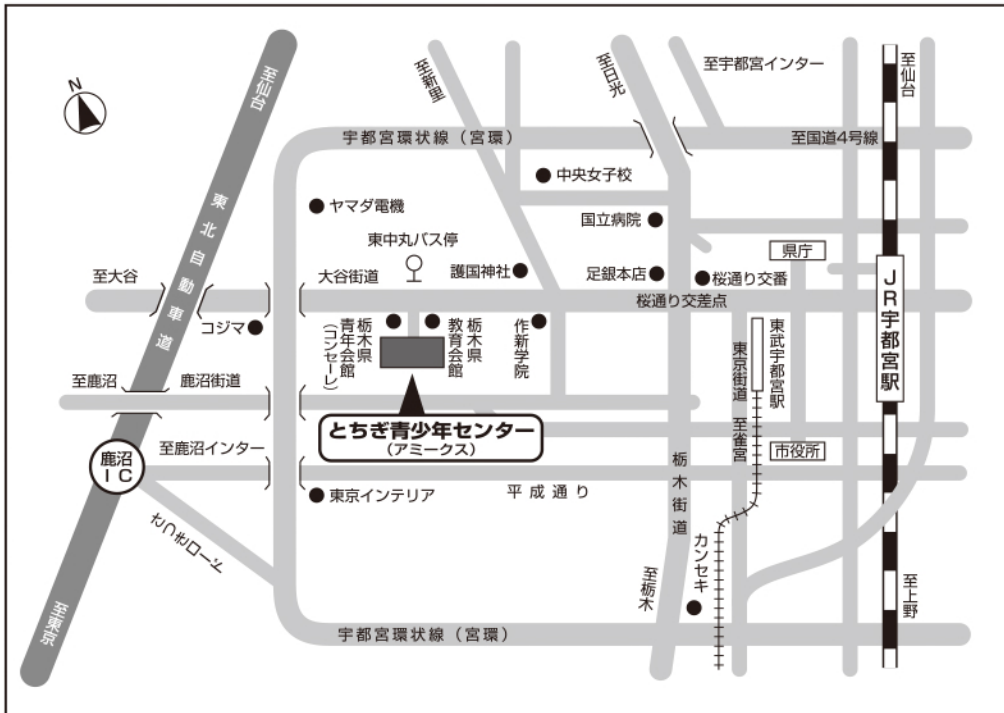 N
至仙台
東北自動車道
至東京
至新里
至日光
至宇都宮インター
至仙台
宇都宮環状線（宮環）
至国道4号線
中央女子校
ヤマダ電機
国立病院
東中丸バス停
県庁
至大谷
大谷街道
護国神社
足銀本店
桜通り交番
桜通り交差点
JR宇都宮駅
コジマ
栃木県
青年会館
（コンセーレ）
栃木県
教育会館
作新学院
東京街道
東武宇都宮駅
至鹿沼
鹿沼街道
至雀宮
とちぎ青少年センター
（アミークス）
至鹿沼インター
市役所
鹿沼
IC
東京インテリア
平成通り
栃木街道
さつきロード
カンセキ
至栃木
至上野
宇都宮環状線（宮環）